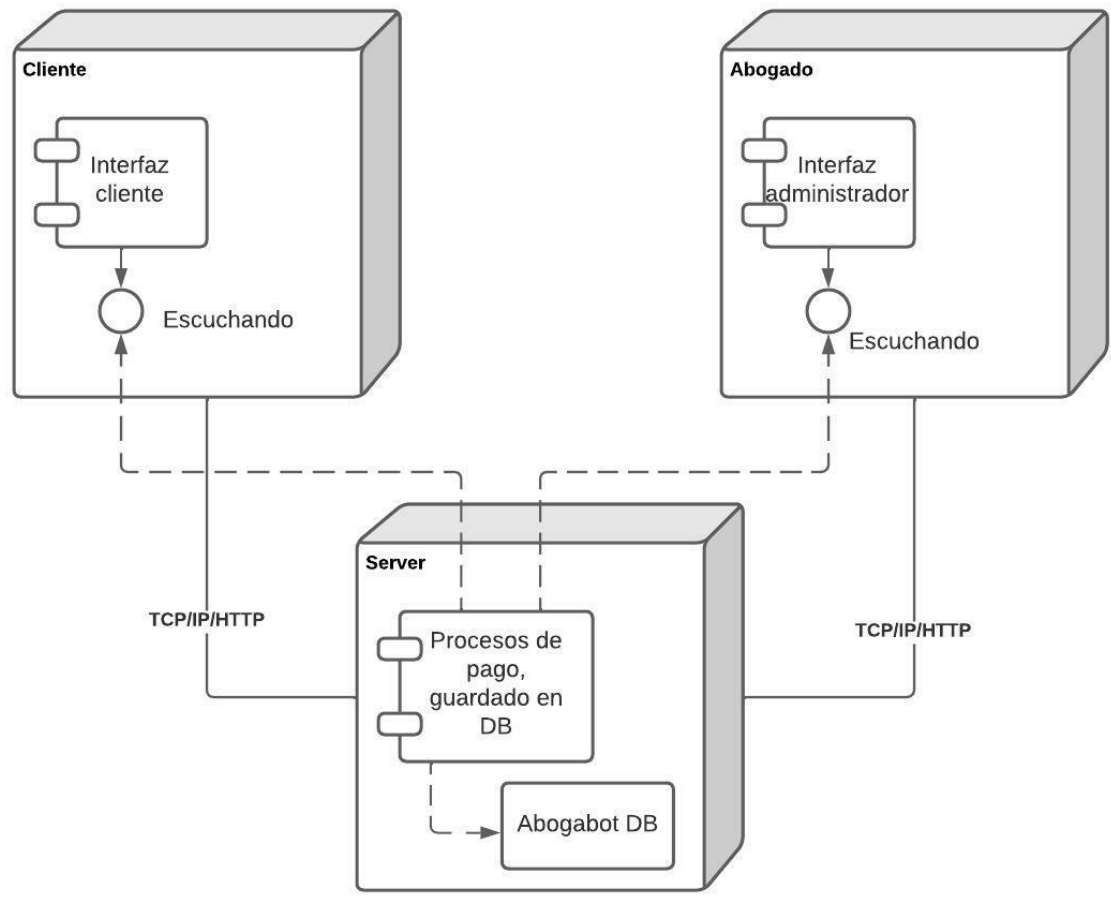 Cliente
Interfaz
cliente
Escuchando
Abogado
Interfaz
administrador
Escuchando
TCP/IP/HTTP
TCP/IP/HTTP
Server
Procesos de
pago,
guardado en
DB
Abogabot DB